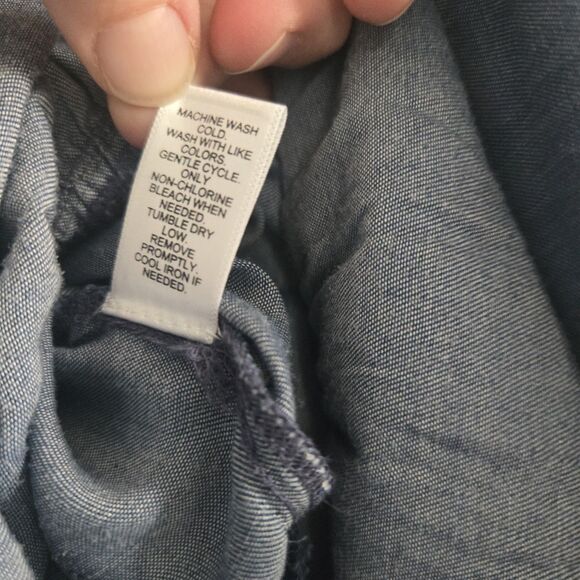 MACHINE WASH
COLD.
WASH WITH LIKE
COLORS.
GENTLE CYCLE.
ONLY
NON-CHLORINE
BLEACH WHEN
NEEDED.
TUMBLE DRY
LOW.
REMOVE
PROMPTLY.
COOL IRON IF
NEEDED.